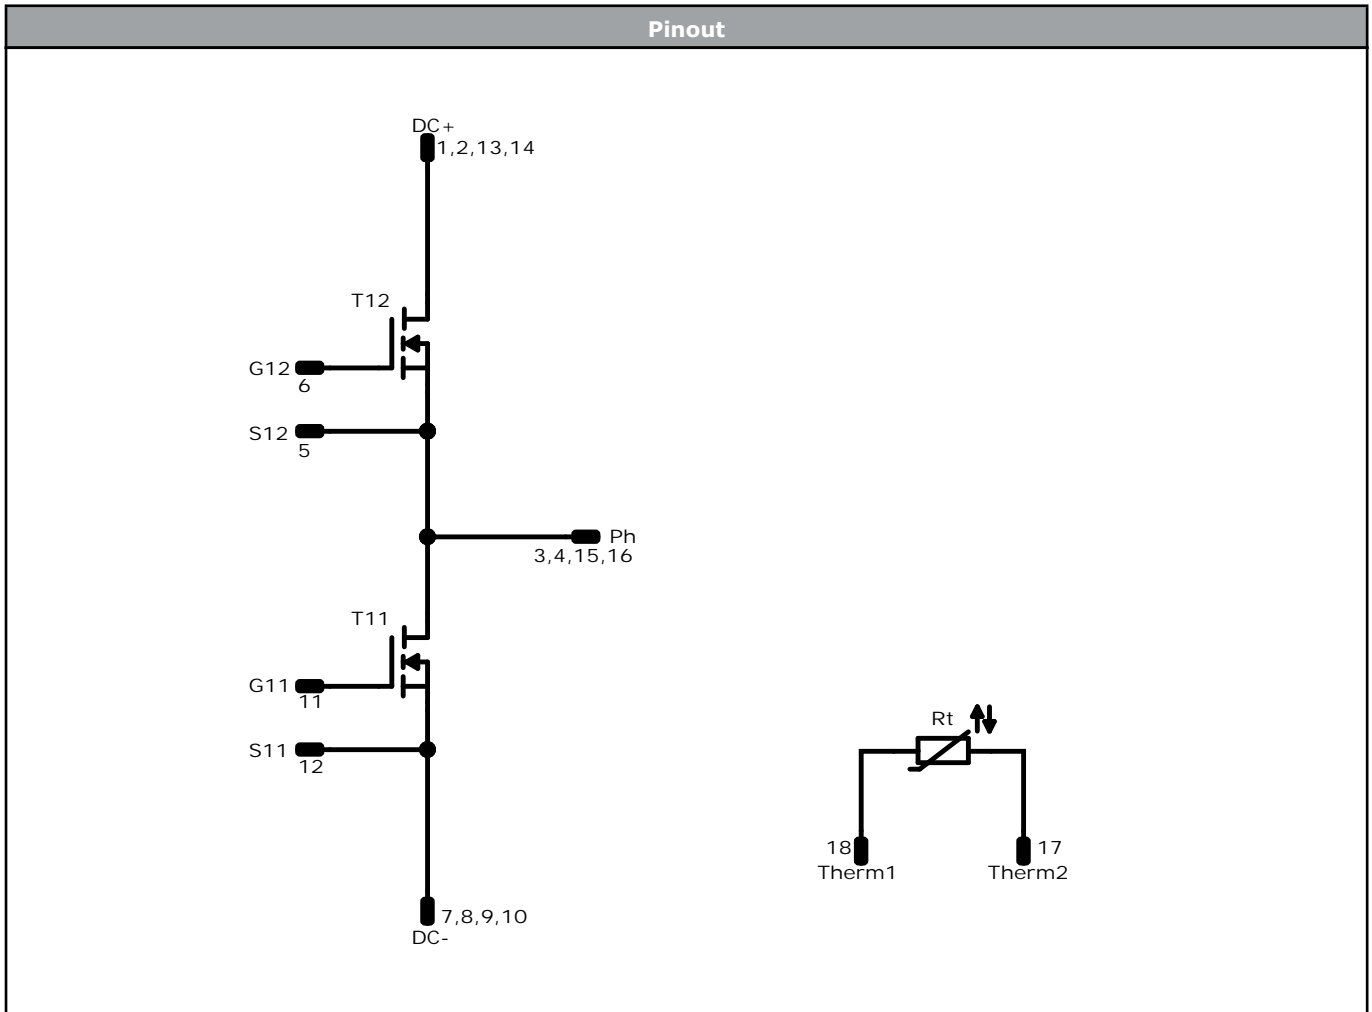 Pinout
DC+
1,2,13,14
T12
G12
6
S12
5
Ph
3,4,15,16
T11
G11
11
S11
12
Rt
18
17
Therm1
Therm2
7,8,9,10
DC-